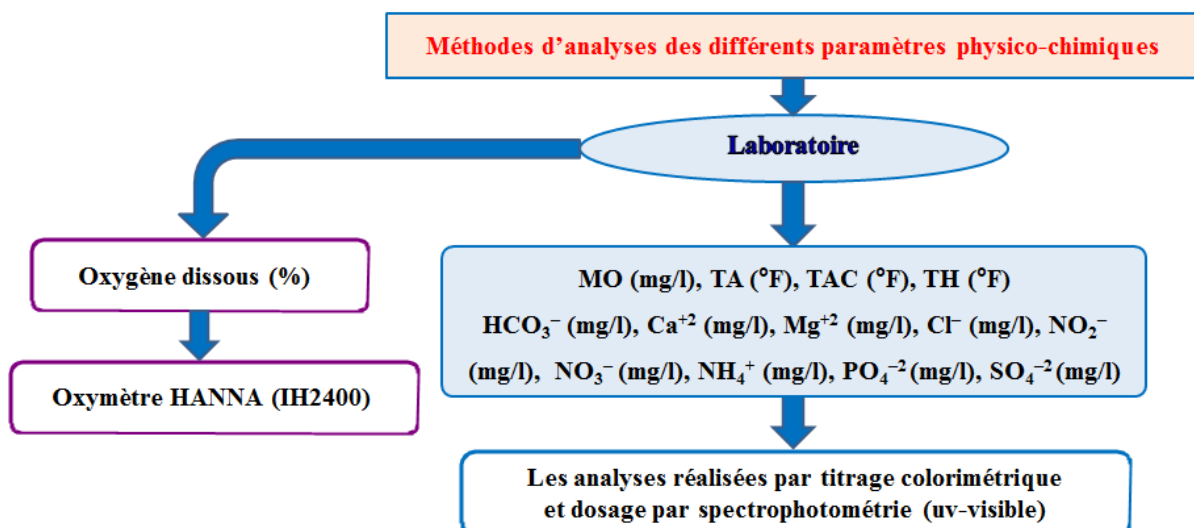 Méthodes d’analyses des différents paramètres physico-chimiques
Laboratoire
Oxygène dissous (%)
Oxymètre HANNA (IH2400)
MO (mg/l), TA (°F), TAC (°F), TH (°F)
HCO₃⁻ (mg/l), Ca⁺² (mg/l), Mg⁺² (mg/l), Cl⁻ (mg/l), NO₂⁻
(mg/l), NO₃⁻ (mg/l), NH₄⁺ (mg/l), PO₄⁻² (mg/l), SO₄⁻² (mg/l)
Les analyses réalisées par titrage colorimétrique
et dosage par spectrophotométrie (uv-visible)